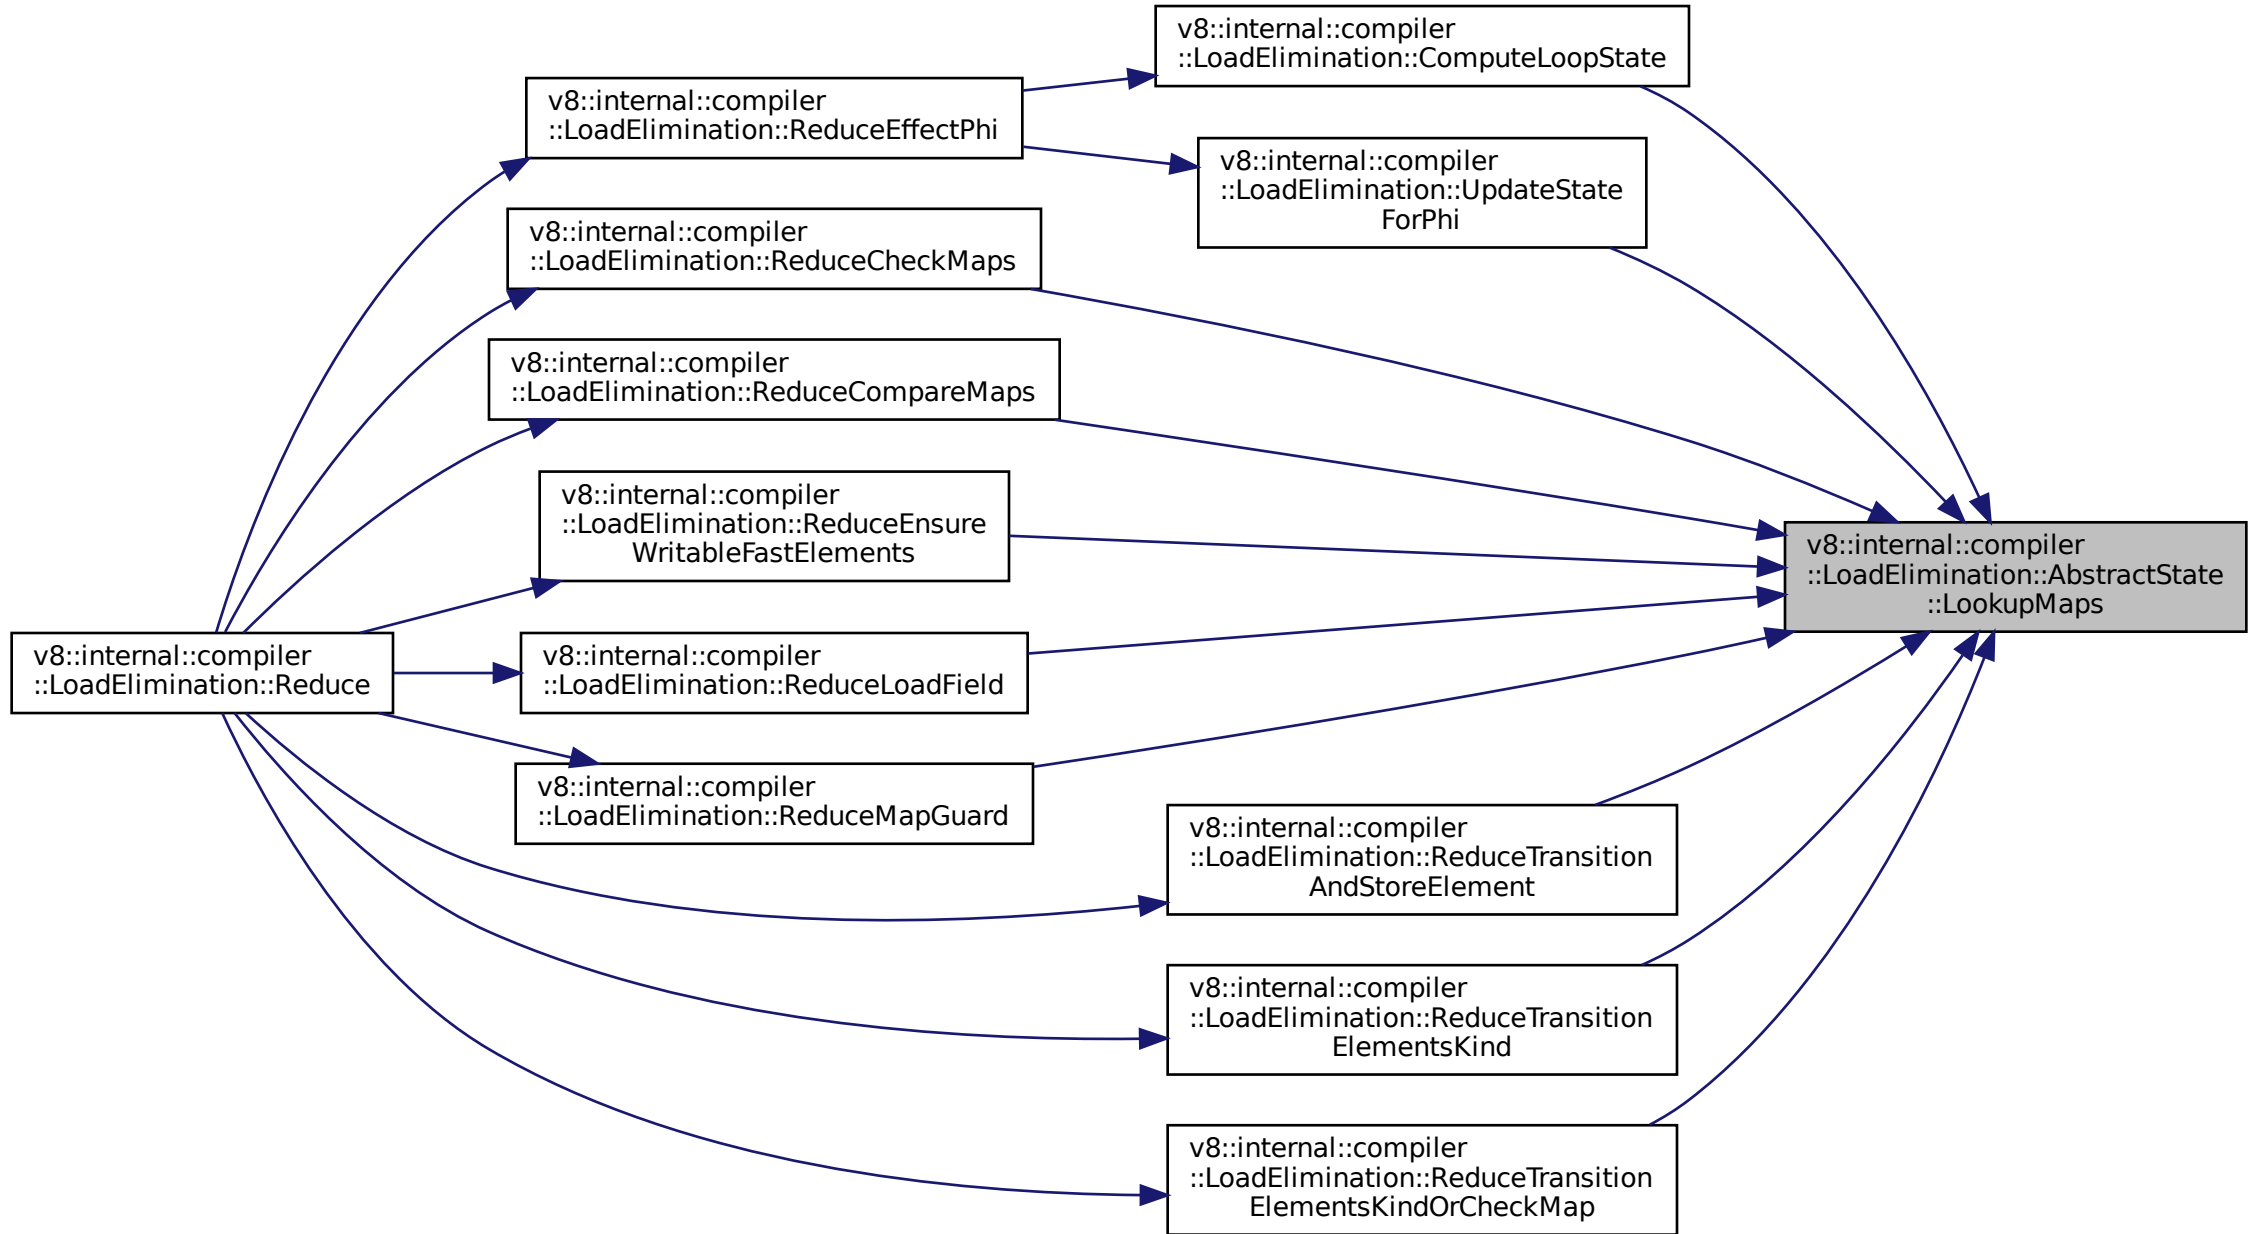 v8::internal::compiler
::LoadElimination::ComputeLoopState
v8::internal::compiler
::LoadElimination::ReduceEffectPhi
v8::internal::compiler
::LoadElimination::UpdateState
ForPhi
v8::internal::compiler
::LoadElimination::ReduceCheckMaps
v8::internal::compiler
::LoadElimination::ReduceCompareMaps
v8::internal::compiler
::LoadElimination::ReduceEnsure
WritableFastElements
v8::internal::compiler
::LoadElimination::AbstractState
::LookupMaps
v8::internal::compiler
::LoadElimination::Reduce
v8::internal::compiler
::LoadElimination::ReduceLoadField
v8::internal::compiler
::LoadElimination::ReduceMapGuard
v8::internal::compiler
::LoadElimination::ReduceTransition
AndStoreElement
v8::internal::compiler
::LoadElimination::ReduceTransition
ElementsKind
v8::internal::compiler
::LoadElimination::ReduceTransition
ElementsKindOrCheckMap